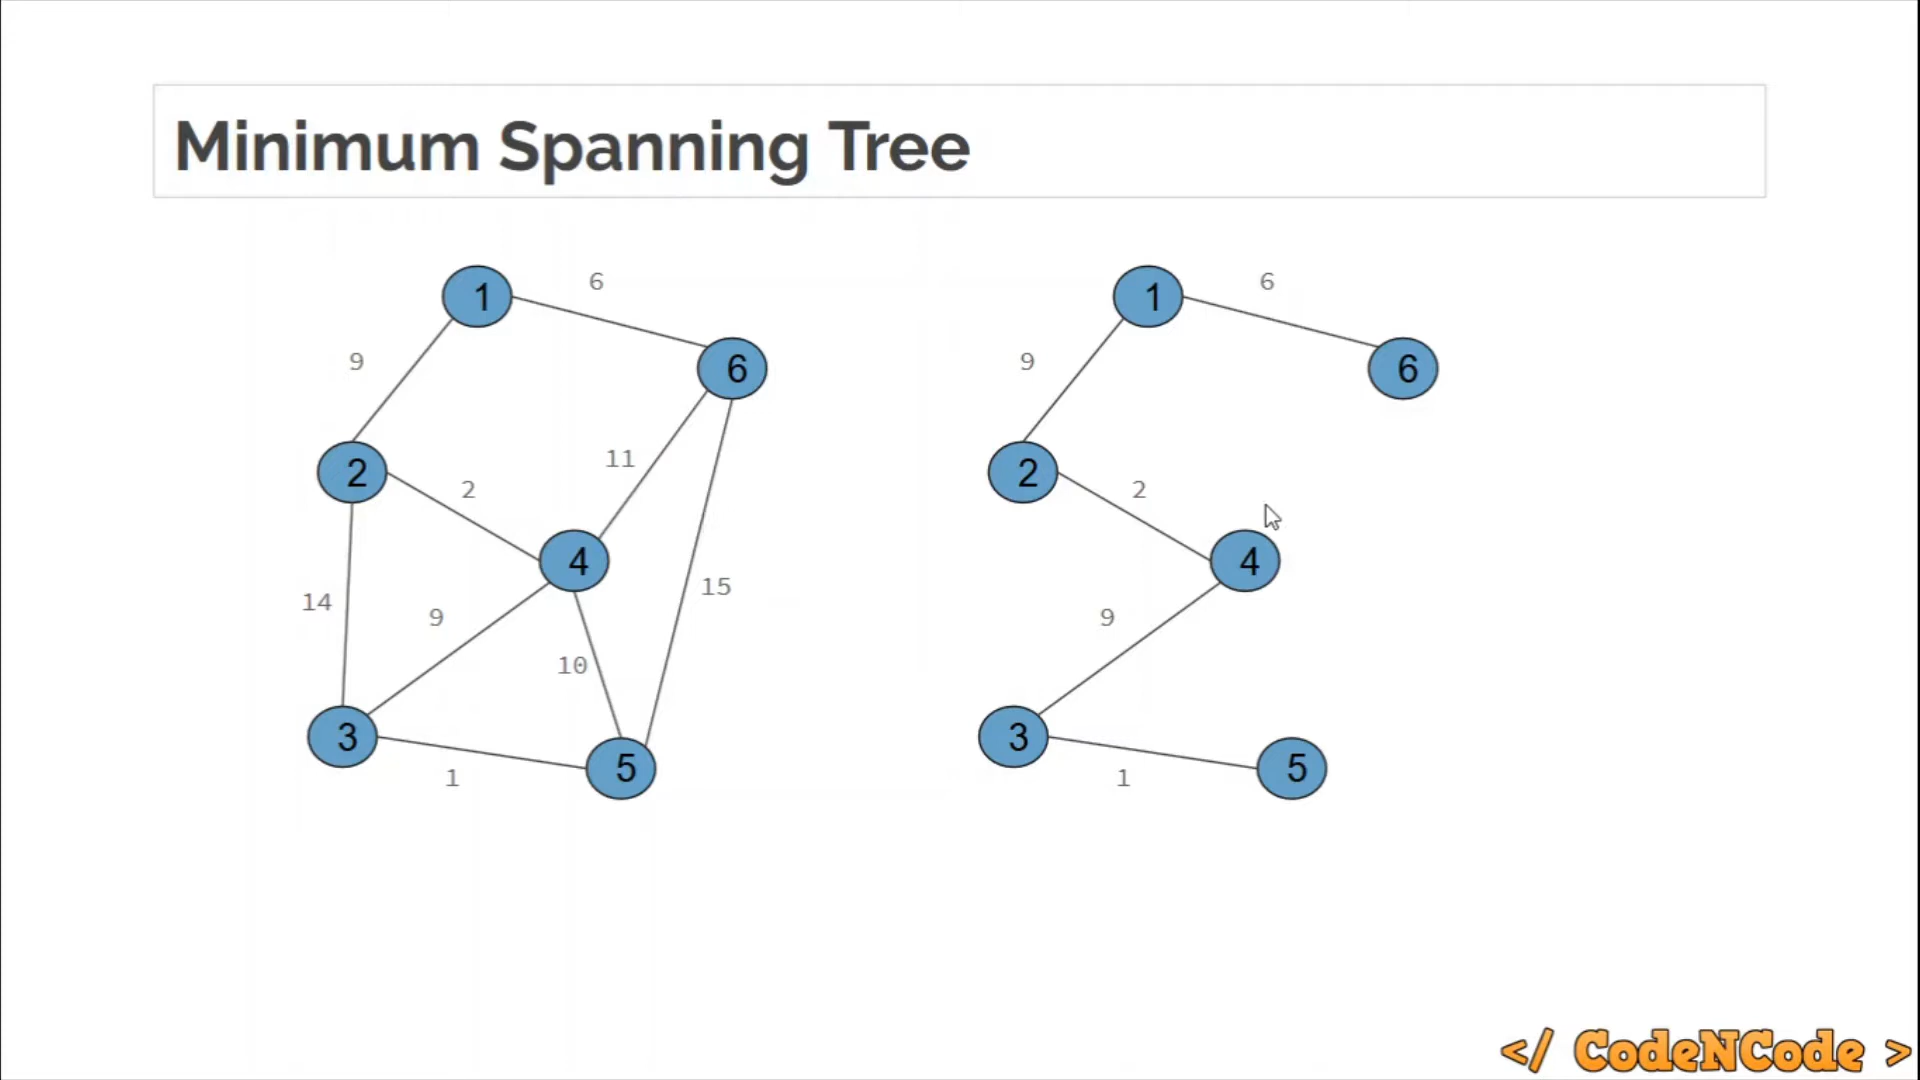 Minimum Spanning Tree
1 6 1 6
9 6 9 6
11
2 2 2 2
4 4
14 9 15 9
10
3 3
5 5
1 1
</ CodeNCode >